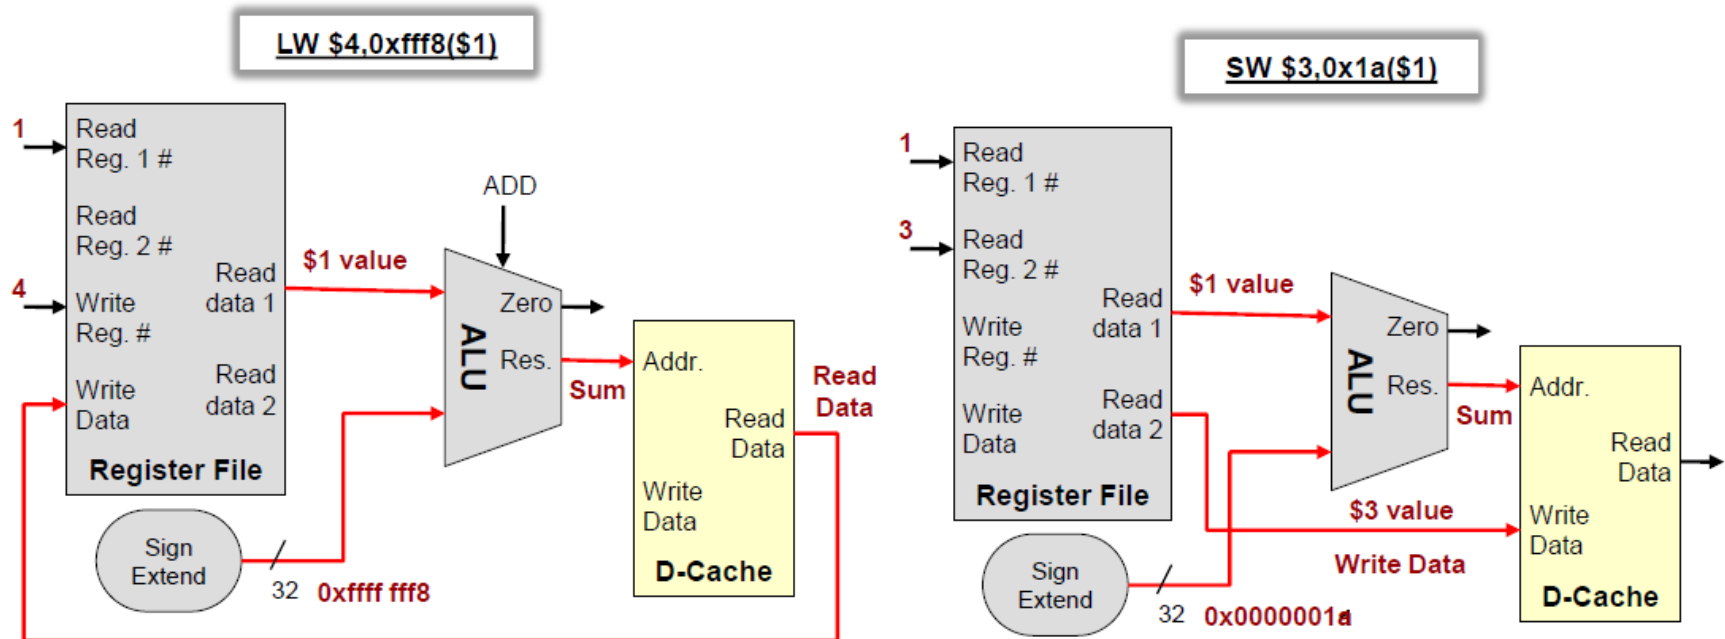 LW $4,0xfff8($1)
1
Read
Reg. 1 #
Read
Reg. 2 #
4
Write
Reg. #
Write
Data
Read
data 1
Read
data 2
Register File
$1 value
ADD
Zero
Res.
ALU
Sum
Addr.
Read
Data
Write
Data
D-Cache
Read
Data
Sign
Extend
32
0xffff fff8
SW $3,0x1a($1)
1
Read
Reg. 1 #
3
Read
Reg. 2 #
Write
Reg. #
Write
Data
Read
data 1
Read
data 2
Register File
$1 value
Zero
Res.
ALU
Sum
Addr.
Read
Data
Write
Data
D-Cache
$3 value
Write Data
Sign
Extend
32
0x0000001a